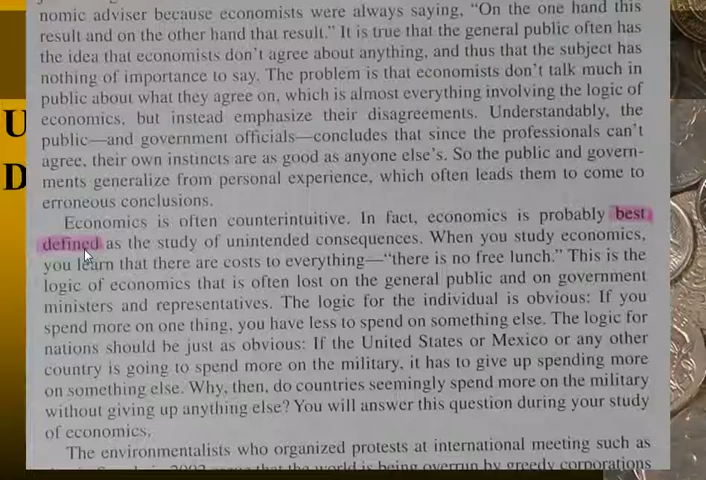 nomic adviser because economists were always saying, “On the one hand this
result and on the other hand that result.” It is true that the general public often has
the idea that economists don’t agree about anything, and thus that the subject has
nothing of importance to say. The problem is that economists don’t talk much in
public about what they agree on, which is almost everything involving the logic of
economics, but instead emphasize their disagreements. Understandably, the
public—and government officials—concludes that since the professionals can’t
agree, their own instincts are as good as anyone else’s. So the public and govern-
ments generalize from personal experience, which often leads them to come to
erroneous conclusions.
Economics is often counterintuitive. In fact, economics is probably best
defined as the study of unintended consequences. When you study economics,
you learn that there are costs to everything—“there is no free lunch.” This is the
logic of economics that is often lost on the general public and on government
ministers and representatives. The logic for the individual is obvious: If you
spend more on one thing, you have less to spend on something else. The logic for
nations should be just as obvious: If the United States or Mexico or any other
country is going to spend more on the military, it has to give up spending more
on something else. Why, then, do countries seemingly spend more on the military
without giving up anything else? You will answer this question during your study
of economics.
The environmentalists who organized protests at international meeting such as
that the world is being overrun by greedy corporations
U
D